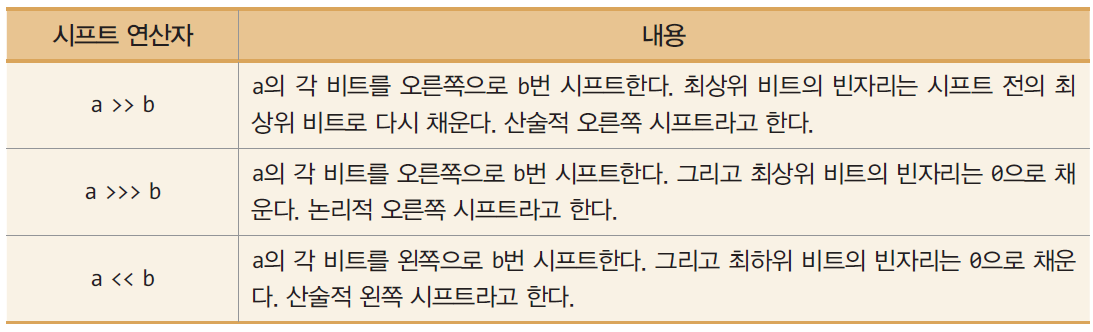 시프트 연산자
내용
a >> b
a의 각 비트를 오른쪽으로 b번 시프트한다. 최상위 비트의 빈자리는 시프트 전의 최
상위 비트로 다시 채운다. 산술적 오른쪽 시프트라고 한다.
a >>> b
a의 각 비트를 오른쪽으로 b번 시프트한다. 그리고 최상위 비트의 빈자리는 0으로 채
운다. 논리적 오른쪽 시프트라고 한다.
a << b
a의 각 비트를 왼쪽으로 b번 시프트한다. 그리고 최하위 비트의 빈자리는 0으로 채운
다. 산술적 왼쪽 시프트라고 한다.